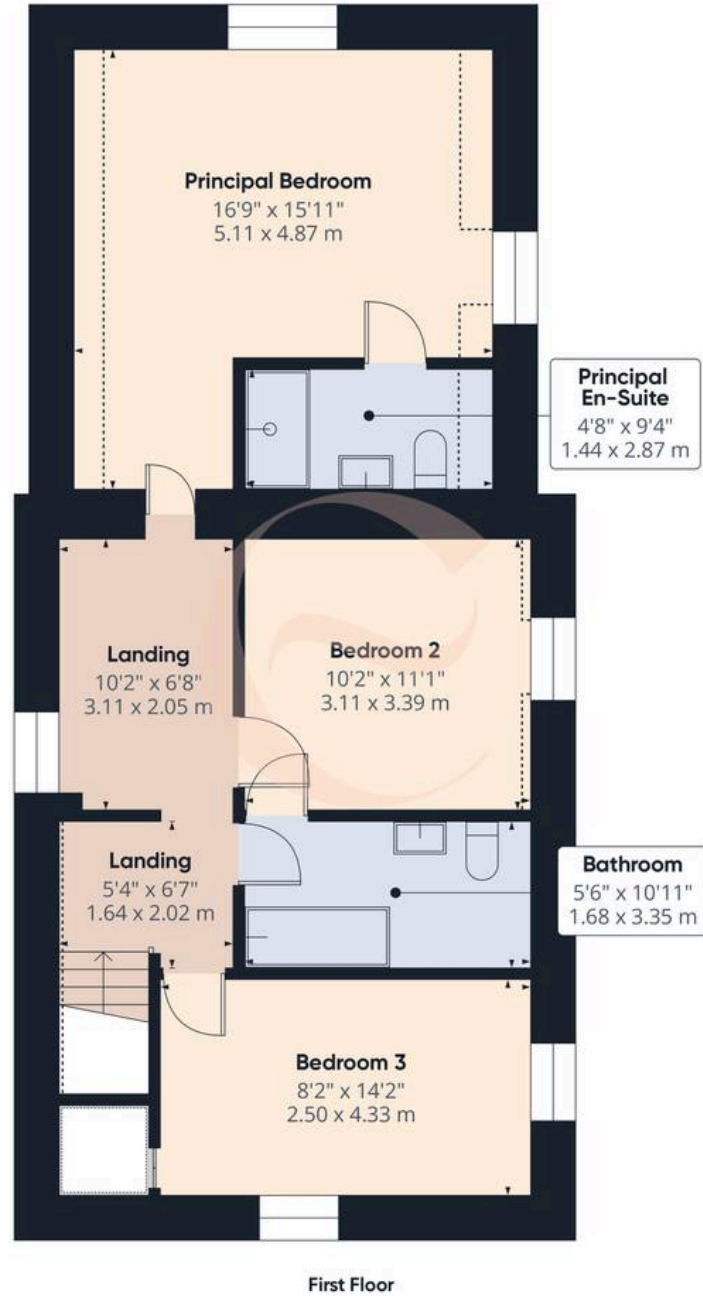 Principal Bedroom
16'9" x 15'11"
5.11 x 4.87 m
Principal
En-Suite
4'8" x 9'4"
1.44 x 2.87 m
Landing
10'2" x 6'8"
3.11 x 2.05 m
Bedroom 2
10'2" x 11'1"
3.11 x 3.39 m
Landing
5'4" x 6'7"
1.64 x 2.02 m
Bathroom
5'6" x 10'11"
1.68 x 3.35 m
Bedroom 3
8'2" x 14'2"
2.50 x 4.33 m
First Floor